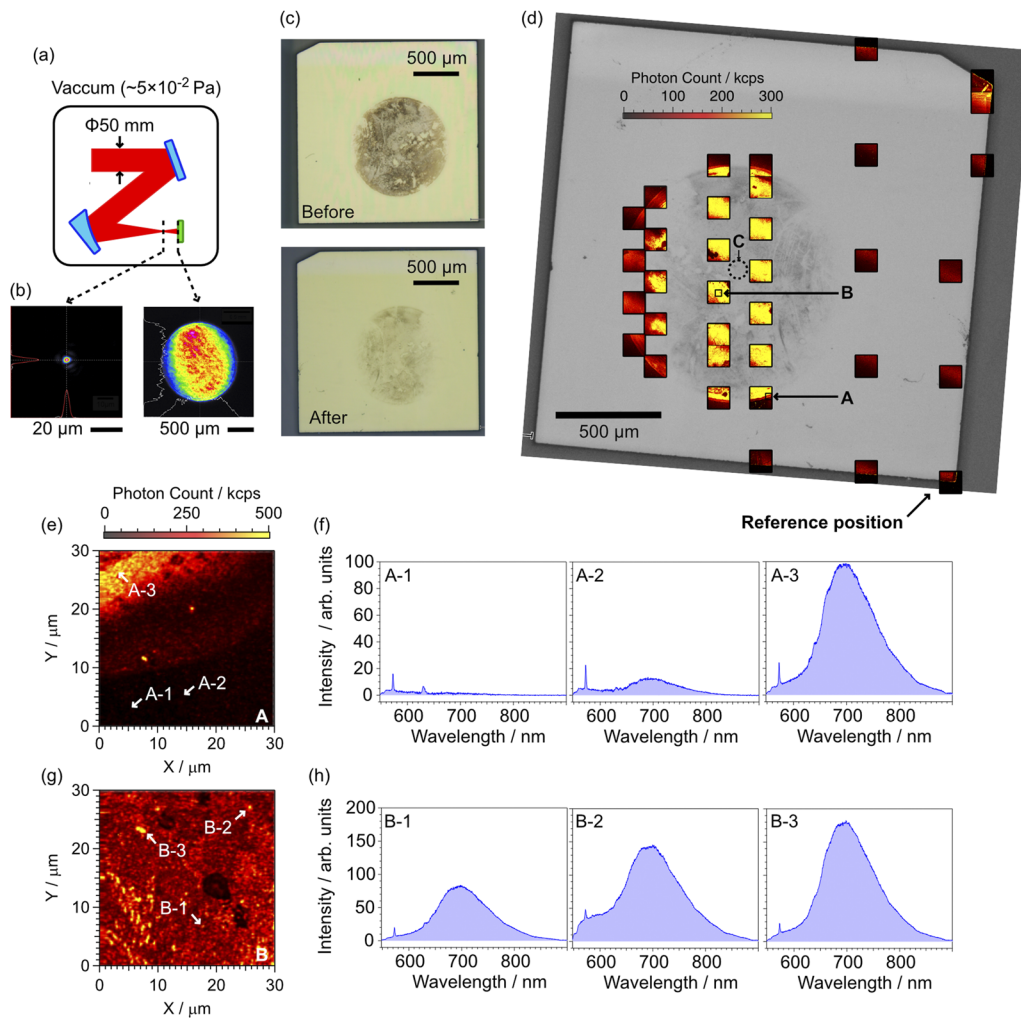 (a)
Vaccum (~5×10⁻² Pa)
Φ50 mm
(b)
20 μm
500 μm
(c)
500 μm
Before
500 μm
After
(d)
Photon Count / kcps
0 100 200 300
C
B
A
500 μm
Reference position
(e)
Photon Count / kcps
0 250 500
30
20
10
0
Y / μm
A-3
A-1
A-2
A
0 10 20 30
X / μm
(f)
Intensity / arb. units
100
80
60
40
20
0
A-1
A-2
A-3
600 700 800
600 700 800
600 700 800
Wavelength / nm
Wavelength / nm
Wavelength / nm
(g)
30
20
10
0
Y / μm
B-2
B-3
B-1
B
0 10 20 30
X / μm
(h)
Intensity / arb. units
200
150
100
50
0
B-1
B-2
B-3
600 700 800
600 700 800
600 700 800
Wavelength / nm
Wavelength / nm
Wavelength / nm